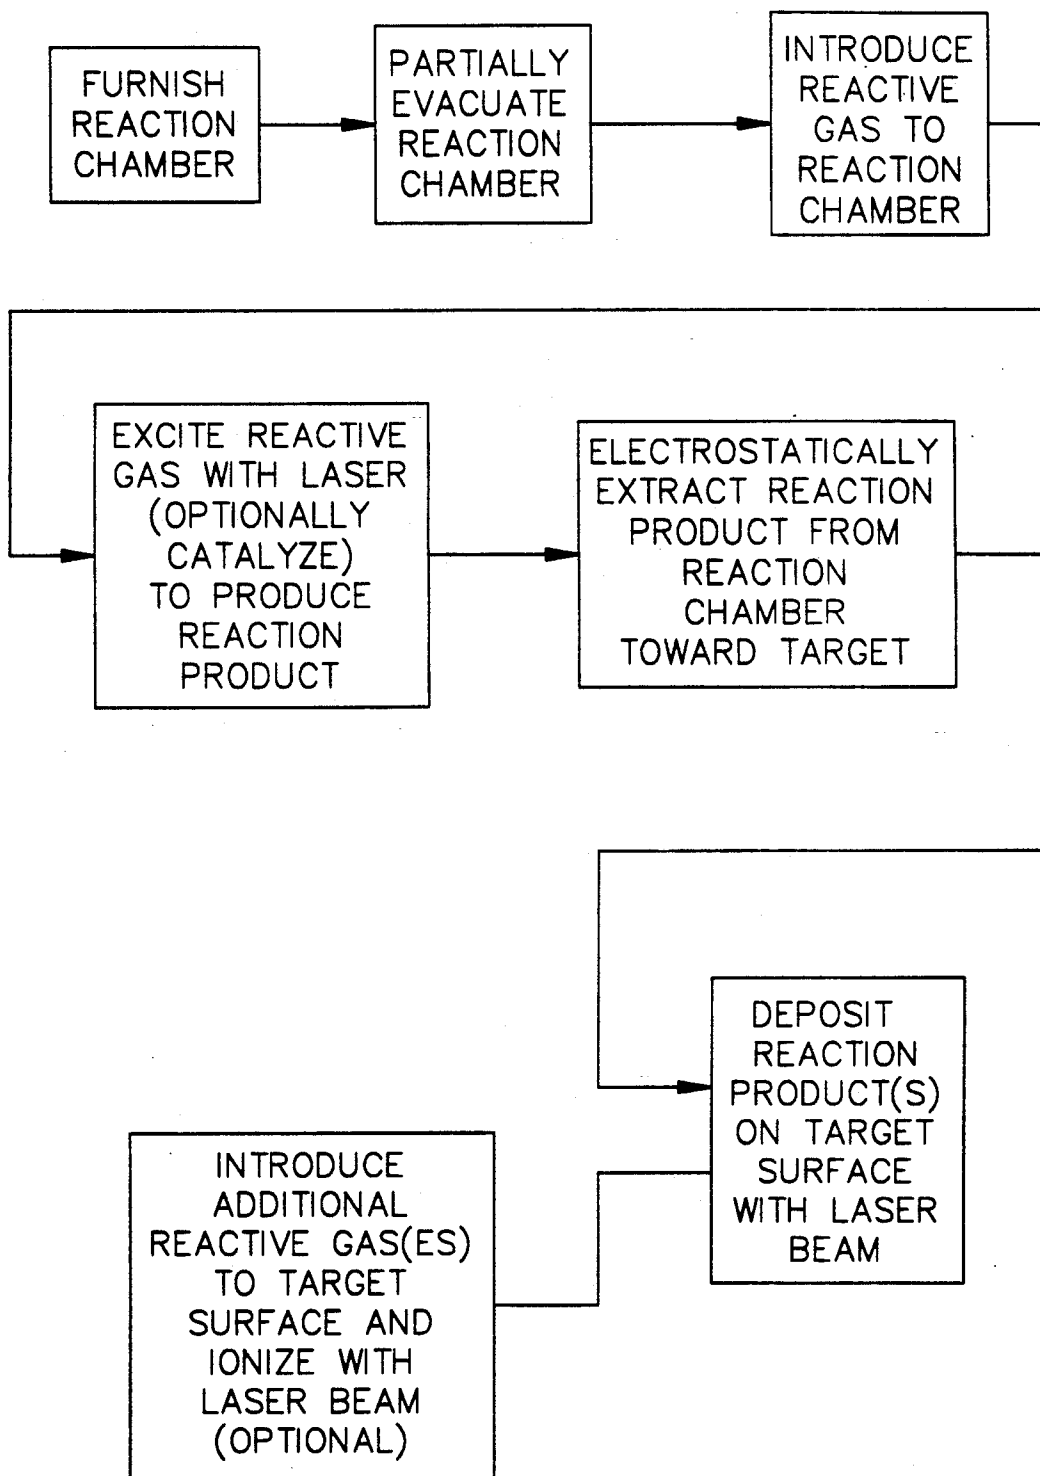 FURNISH
REACTION
CHAMBER
PARTIALLY
EVACUATE
REACTION
CHAMBER
INTRODUCE
REACTIVE
GAS TO
REACTION
CHAMBER
EXCITE REACTIVE
GAS WITH LASER
(OPTIONALLY
CATALYZE)
TO PRODUCE
REACTION
PRODUCT
ELECTROSTATICALLY
EXTRACT REACTION
PRODUCT FROM
REACTION
CHAMBER
TOWARD TARGET
DEPOSIT
REACTION
PRODUCT(S)
ON TARGET
SURFACE
WITH LASER
BEAM
INTRODUCE
ADDITIONAL
REACTIVE GAS(ES)
TO TARGET
SURFACE AND
IONIZE WITH
LASER BEAM
(OPTIONAL)